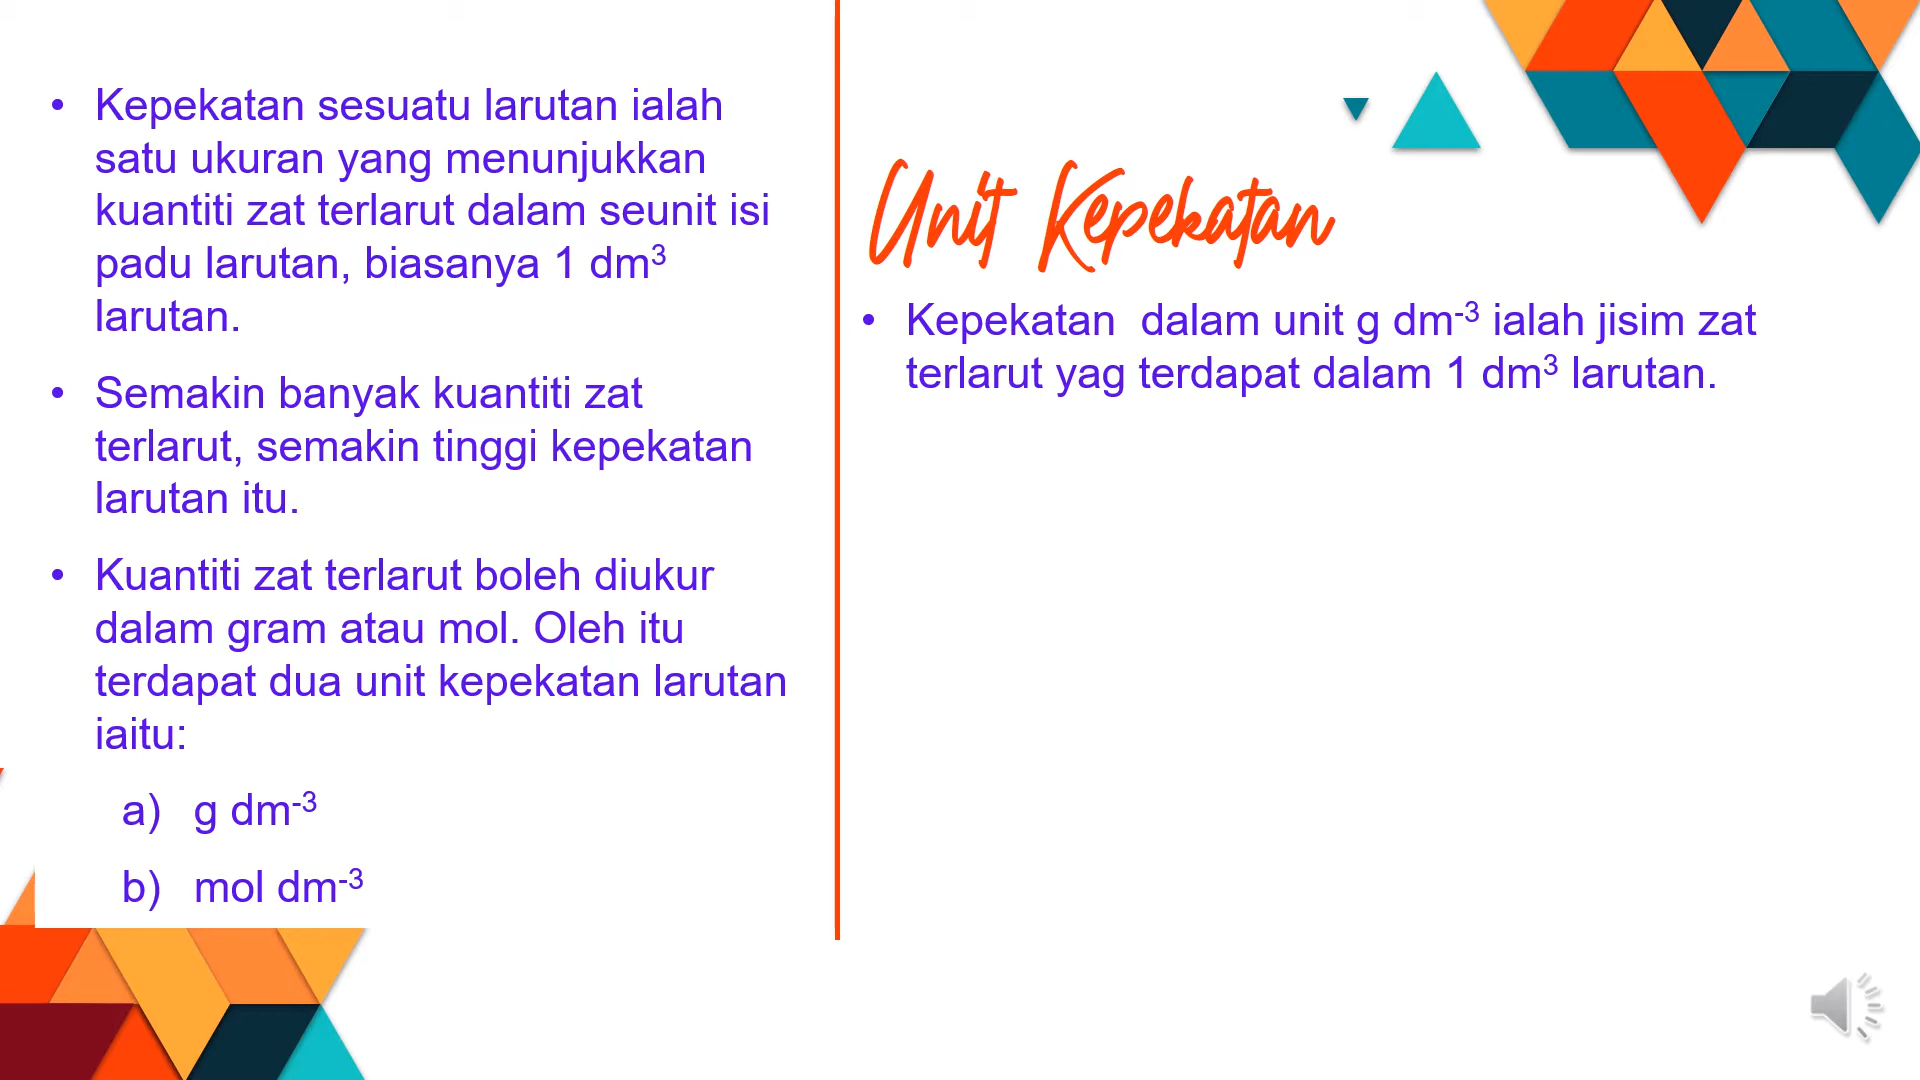 • Kepekatan sesuatu larutan ialah
satu ukuran yang menunjukkan
kuantiti zat terlarut dalam seunit isi
padu larutan, biasanya 1 dm³
larutan.
• Semakin banyak kuantiti zat
terlarut, semakin tinggi kepekatan
larutan itu.
• Kuantiti zat terlarut boleh diukur
dalam gram atau mol. Oleh itu
terdapat dua unit kepekatan larutan
iaitu:
a) g dm⁻³
b) mol dm⁻³
Unit Kepekatan
• Kepekatan dalam unit g dm⁻³ ialah jisim zat
terlarut yag terdapat dalam 1 dm³ larutan.